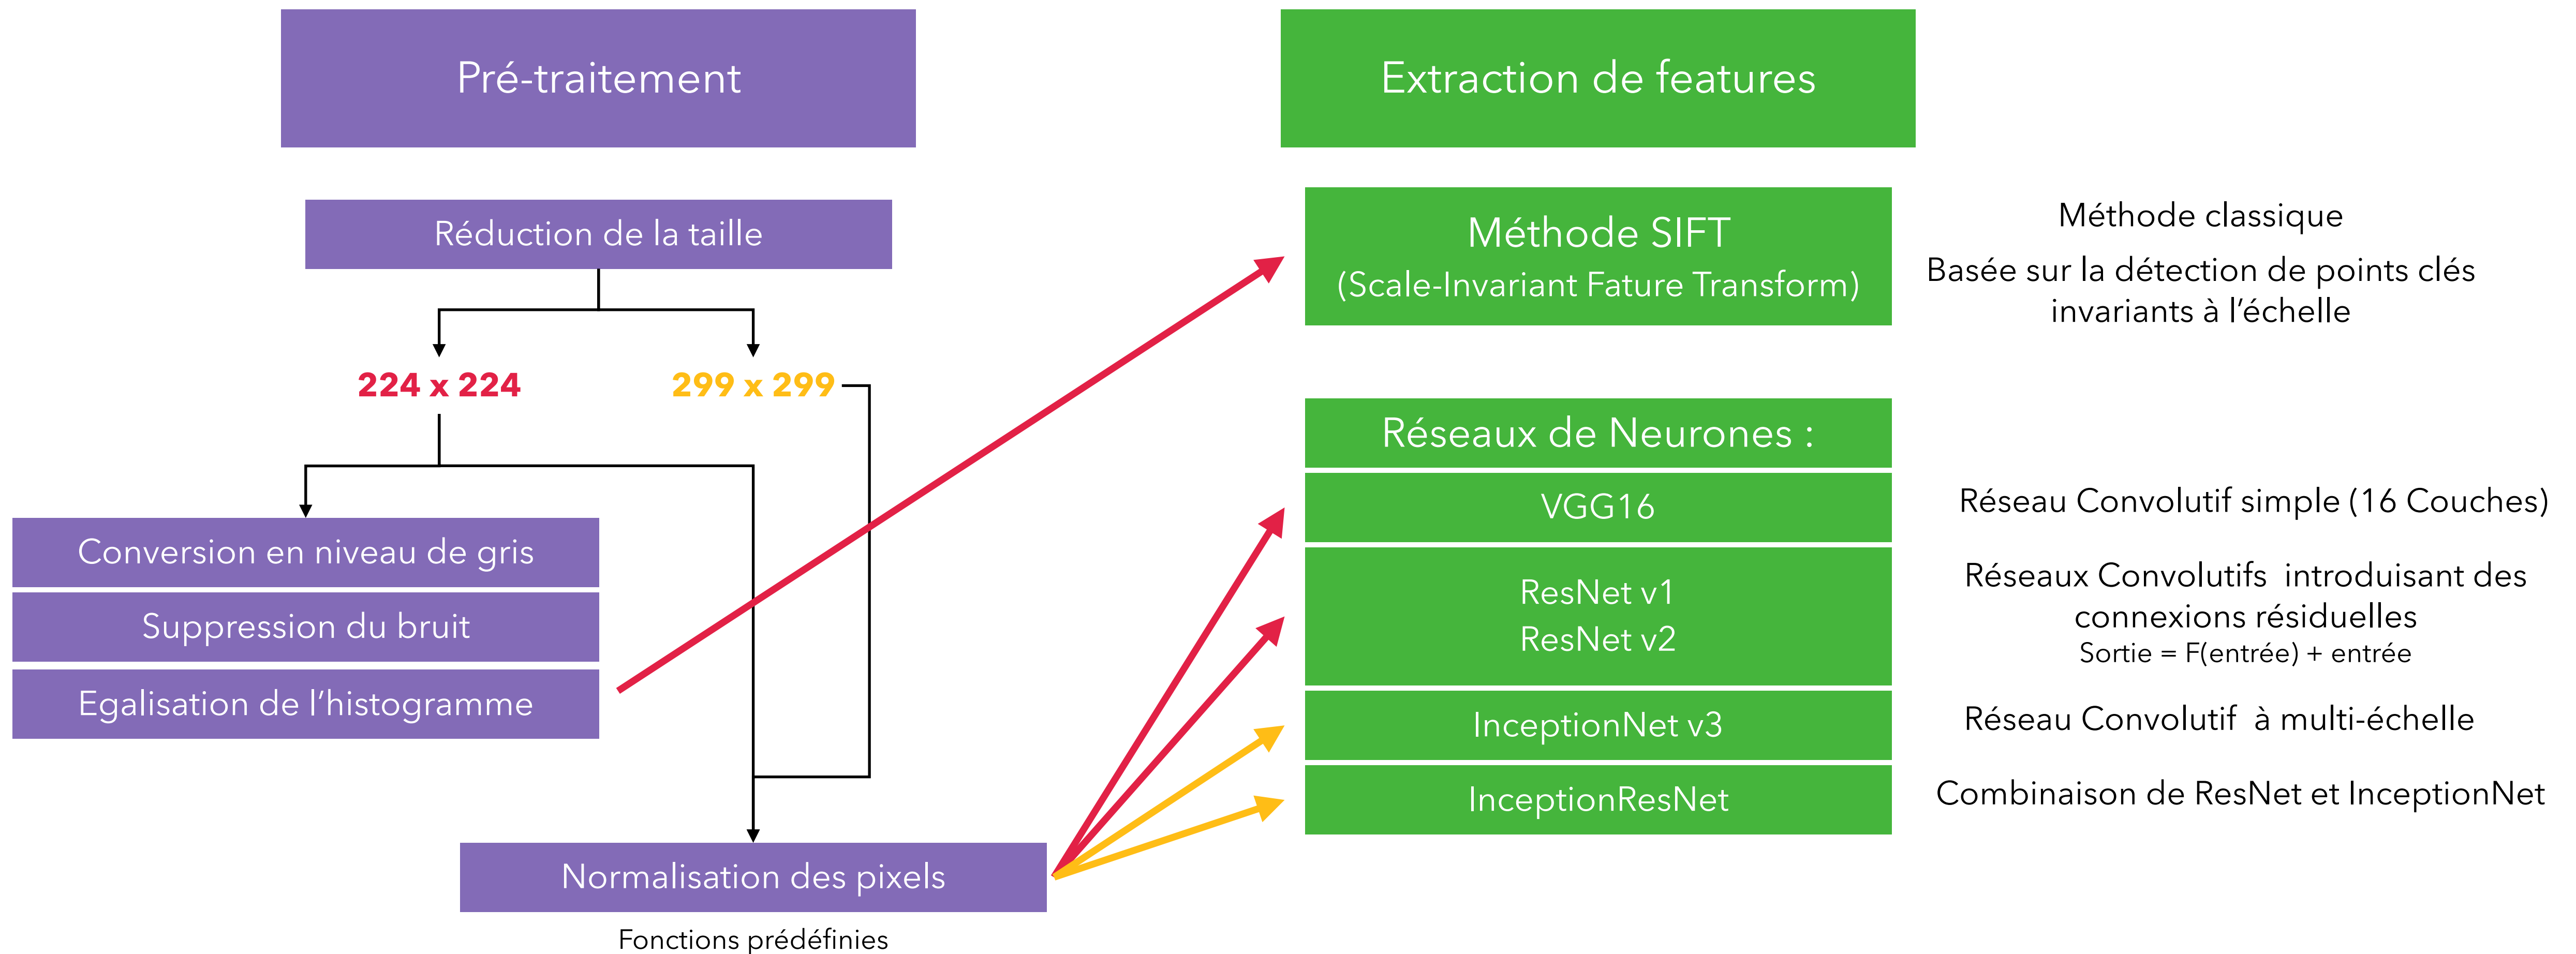 Pré-traitement
Réduction de la taille
224 x 224
299 x 299
Conversion en niveau de gris
Suppression du bruit
Egalisation de l’histogramme
Normalisation des pixels
Fonctions prédéfinies
Extraction de features
Méthode SIFT
(Scale-Invariant Fature Transform)
Méthode classique
Basée sur la détection de points clés
invariants à l’échelle
Réseaux de Neurones :
VGG16
Réseau Convolutif simple (16 Couches)
ResNet v1
ResNet v2
Réseaux Convolutifs introduisant des
connexions résiduelles
Sortie = F(entrée) + entrée
InceptionNet v3
Réseau Convolutif à multi-échelle
InceptionResNet
Combinaison de ResNet et InceptionNet